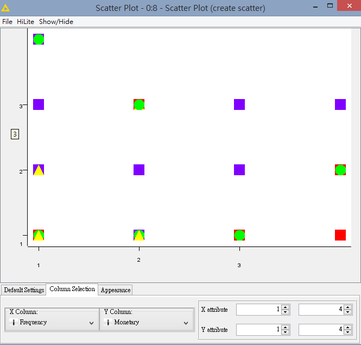 Scatter Plot - 0:8 - Scatter Plot (create scatter)
File HiLite Show/Hide
3
3
2
1
1
2
3
Default Settings Column Selection Appearance
X Column:
Frequency
Y Column:
Monetary
X attribute 1 4
Y attribute 1 4